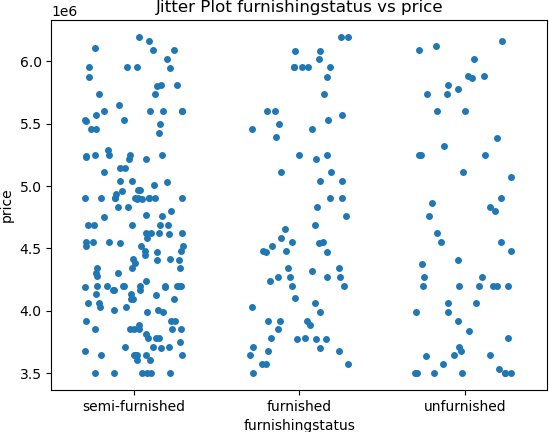 Jitter Plot furnishingstatus vs price
1e6
6.0
5.5
5.0
4.5
4.0
3.5
price
semi-furnished furnished unfurnished
furnishingstatus